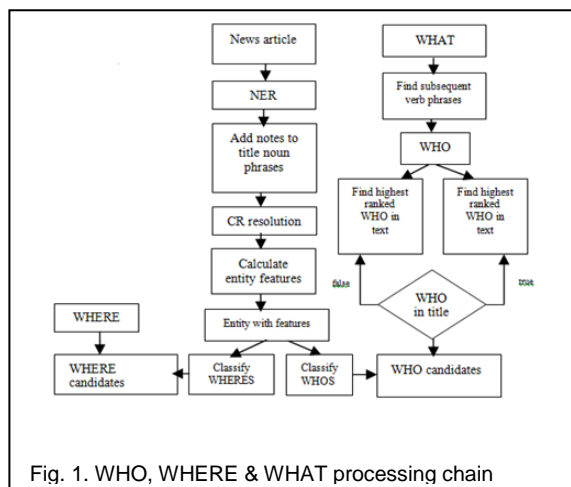 News article
NER
Add notes to
title noun
phrases
CR resolution
Calculate
entity features
Entity with features
Classify
WHERES
Classify
WHOS
WHERE
WHERE
candidates
WHAT
Find subsequent
verb phrases
WHO
Find highest
ranked
WHO in
text
Find highest
ranked
WHO in
text
false
true
WHO
in title
WHO candidates
Fig. 1. WHO, WHERE & WHAT processing chain